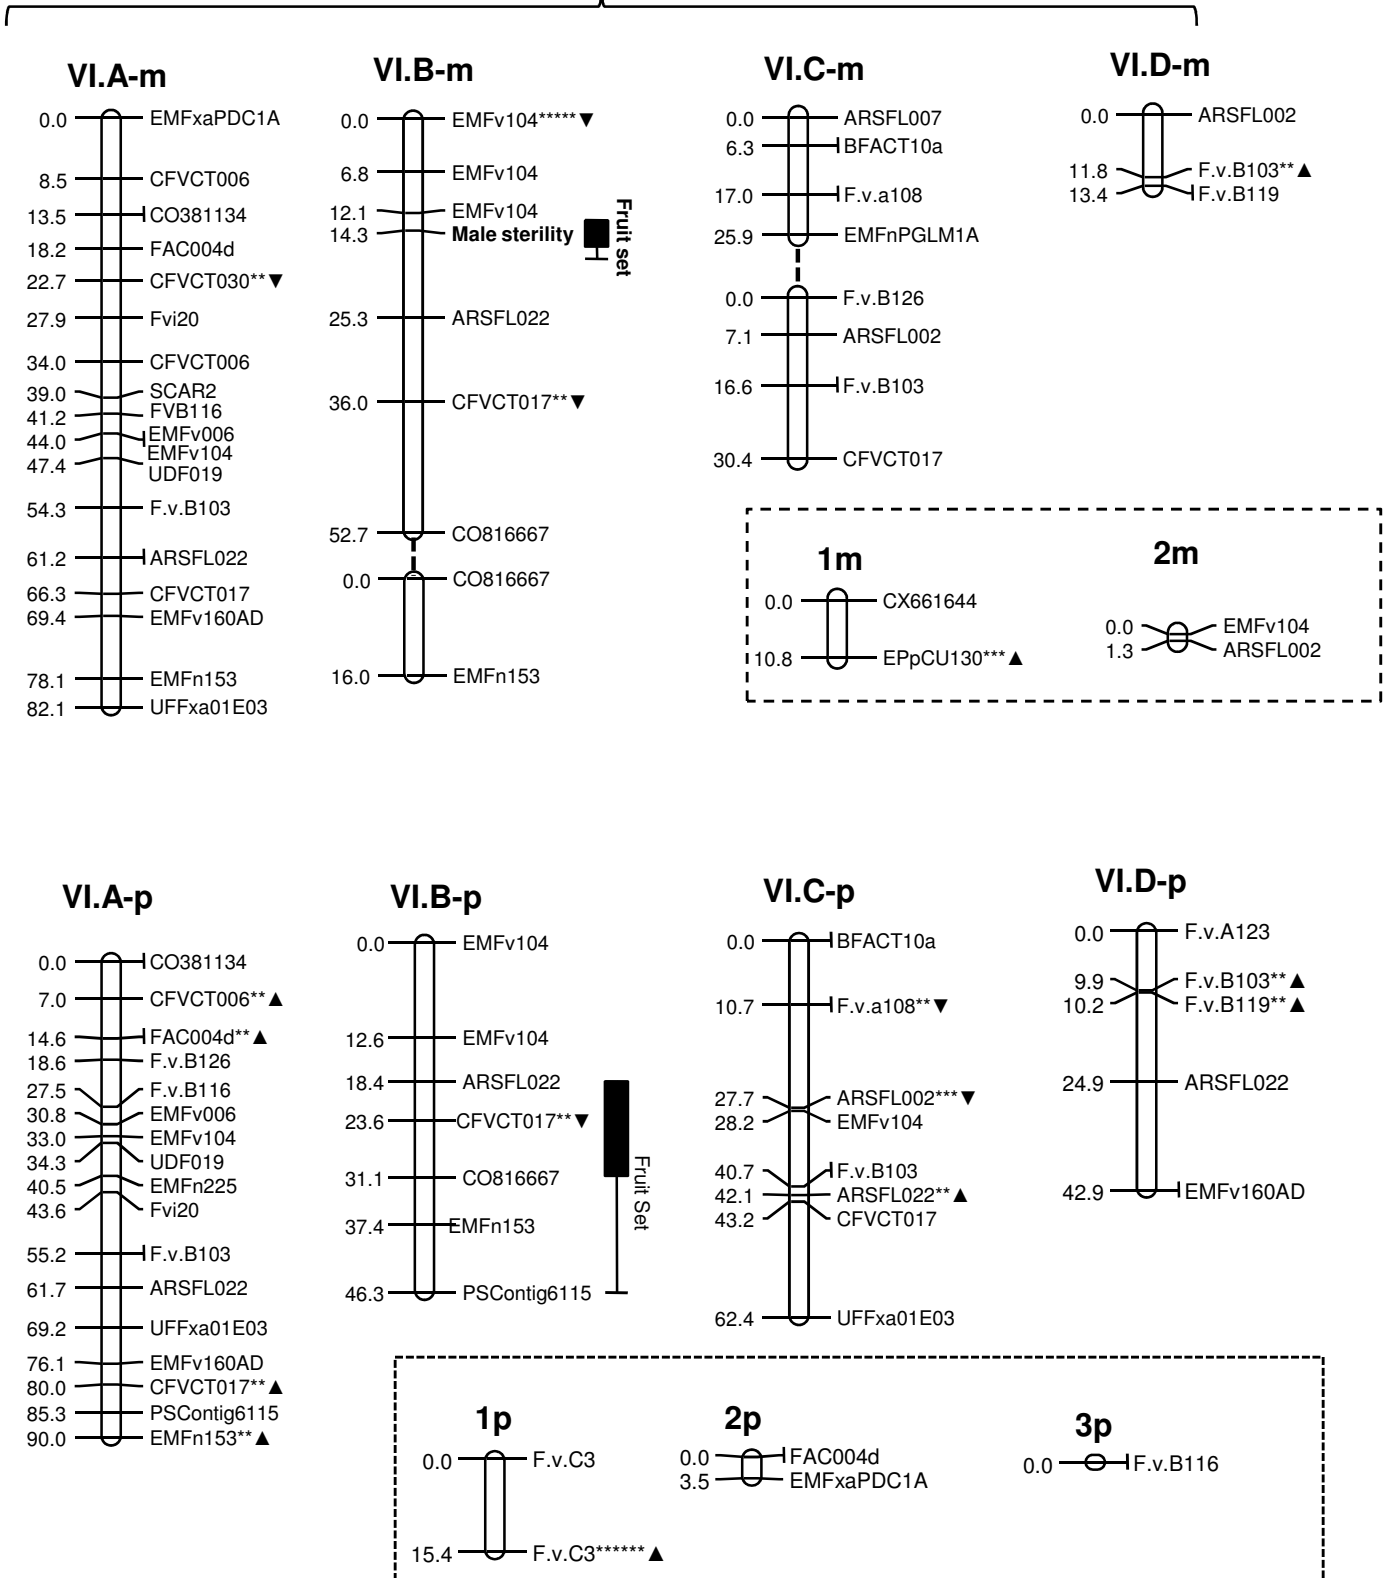 VI.A-m
0.0 EMFxaPDC1A
8.5 CFVCT006
13.5 CO381134
18.2 FAC004d
22.7 CFVCT030**▼
27.9 Fvi20
34.0 CFVCT006
39.0 SCAR2
41.2 FVB116
44.0 EMFv006
47.4 EMFv104
UDF019
54.3 F.v.B103
61.2 ARSFL022
66.3 CFVCT017
69.4 EMFv160AD
78.1 EMFn153
82.1 UFFxa01E03
VI.B-m
0.0 EMFv104*****▼
6.8 EMFv104
12.1 EMFv104
14.3 Male sterility
Fruit set
25.3 ARSFL022
36.0 CFVCT017**▼
52.7 CO816667
0.0 CO816667
16.0 EMFn153
VI.C-m
0.0 ARSFL007
6.3 BFACT10a
17.0 F.v.a108
25.9 EMFnPGLM1A
0.0 F.v.B126
7.1 ARSFL002
16.6 F.v.B103
30.4 CFVCT017
VI.D-m
0.0 ARSFL002
11.8 F.v.B103**▲
13.4 F.v.B119
1m
0.0 CX661644
10.8 EPpCU130***▲
2m
0.0 EMFv104
1.3 ARSFL002
VI.A-p
0.0 CO381134
7.0 CFVCT006**▲
14.6 FAC004d**▲
18.6 F.v.B126
27.5 F.v.B116
30.8 EMFv006
33.0 EMFv104
34.3 UDF019
40.5 EMFn225
43.6 Fvi20
55.2 F.v.B103
61.7 ARSFL022
69.2 UFFxa01E03
76.1 EMFv160AD
80.0 CFVCT017**▲
85.3 PSContig6115
90.0 EMFn153**▲
VI.B-p
0.0 EMFv104
12.6 EMFv104
18.4 ARSFL022
23.6 CFVCT017**▼
31.1 CO816667
37.4 EMFn153
46.3 PSContig6115
Fruit Set
VI.C-p
0.0 BFACT10a
10.7 F.v.a108**▼
27.7 ARSFL002***▼
28.2 EMFv104
40.7 F.v.B103
42.1 ARSFL022**▲
43.2 CFVCT017
62.4 UFFxa01E03
VI.D-p
0.0 F.v.A123
9.9 F.v.B103**▲
10.2 F.v.B119**▲
24.9 ARSFL022
42.9 EMFv160AD
1p
0.0 F.v.C3
15.4 F.v.C3******▲
2p
0.0 FAC004d
3.5 EMFxaPDC1A
3p
0.0 F.v.B116